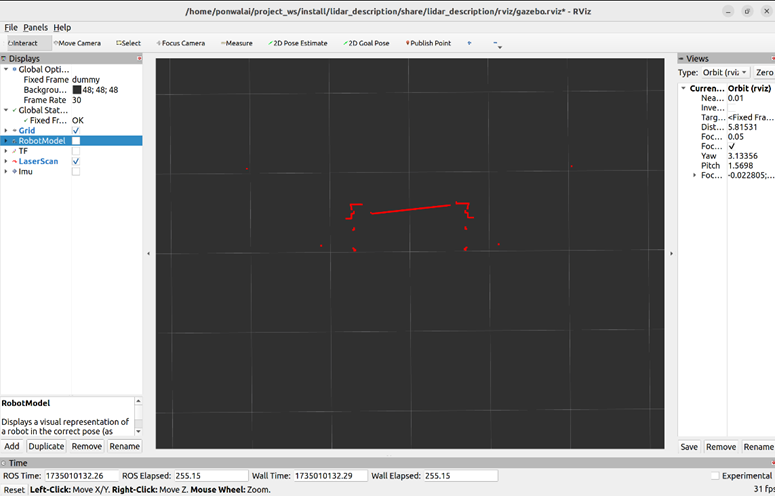 /home/ponwalai/project_ws/install/lidar_description/share/lidar_description/rviz/gazebo.rviz* - RViz
File Panels Help
Interact Move Camera Select Focus Camera Measure 2D Pose Estimate 2D Goal Pose Publish Point
Displays
Global Opti...
Fixed Frame dummy
Backgrou... 48; 48; 48
Frame Rate 30
Global Stat...
Fixed Fr... OK
Grid
RobotModel
TF
LaserScan
Imu
RobotModel
Displays a visual representation of
a robot in the correct pose (as
Add Duplicate Remove Rename
Views
Type: Orbit (rviz Zero
Curren... Orbit (rviz)
Nea... 0.01
Inve...
Targ... <Fixed Fra...
Dist... 5.81531
Foc... 0.05
Foc...
Yaw 3.13356
Pitch 1.5698
Foc... -0.022805;...
Save Remove Rename
Time
ROS Time: 1735010132.26 ROS Elapsed: 255.15 Wall Time: 1735010132.29 Wall Elapsed: 255.15 Experimental
Reset Left-Click: Move X/Y. Right-Click: Move Z. Mouse Wheel: Zoom. 31 fps